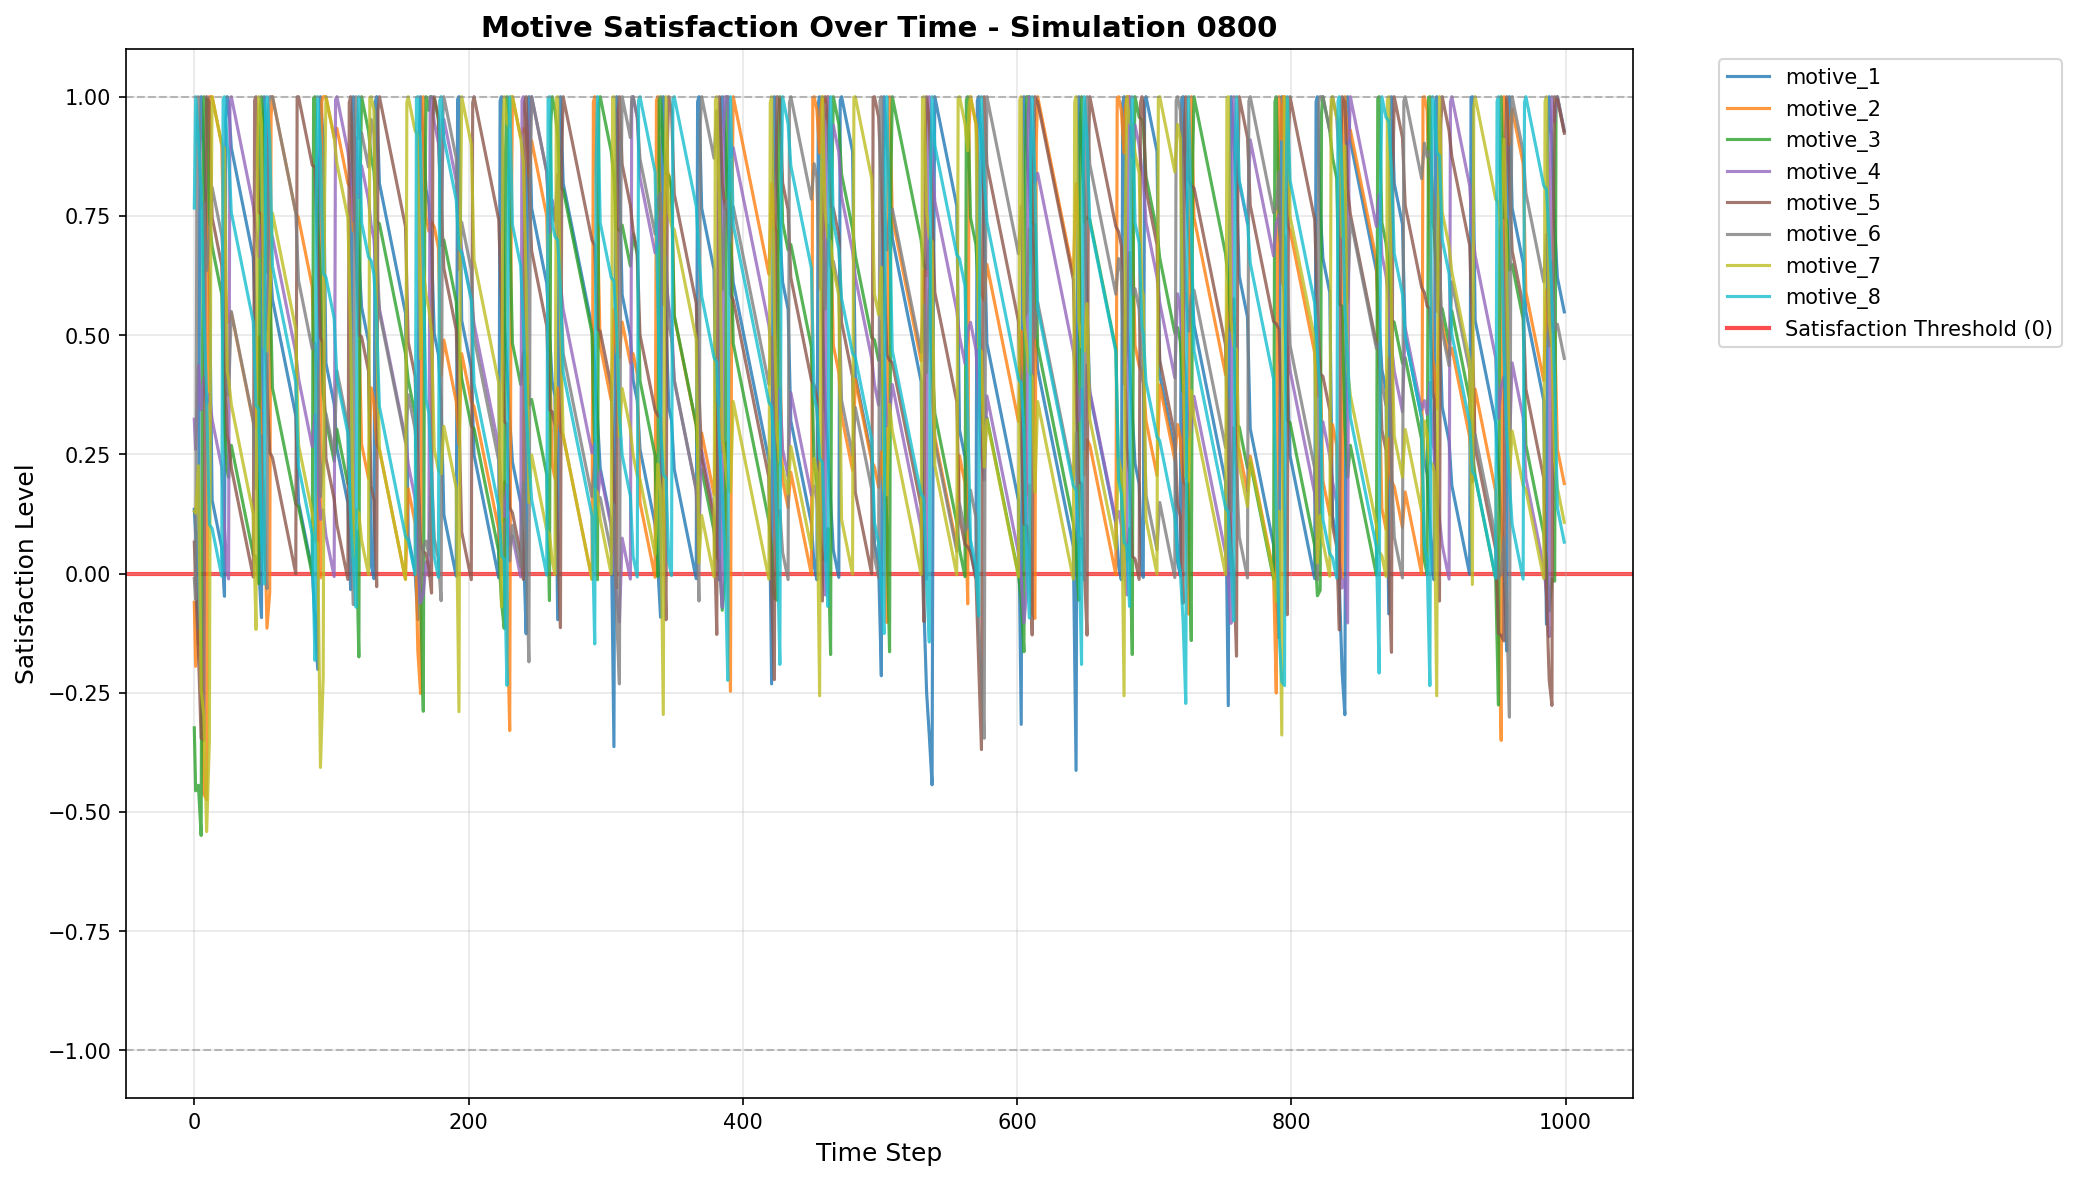 Motive Satisfaction Over Time - Simulation 0800
1.00
0.75
0.50
0.25
0.00
−0.25
−0.50
−0.75
−1.00
Satisfaction Level
0
200
400
600
800
1000
Time Step
motive_1
motive_2
motive_3
motive_4
motive_5
motive_6
motive_7
motive_8
Satisfaction Threshold (0)